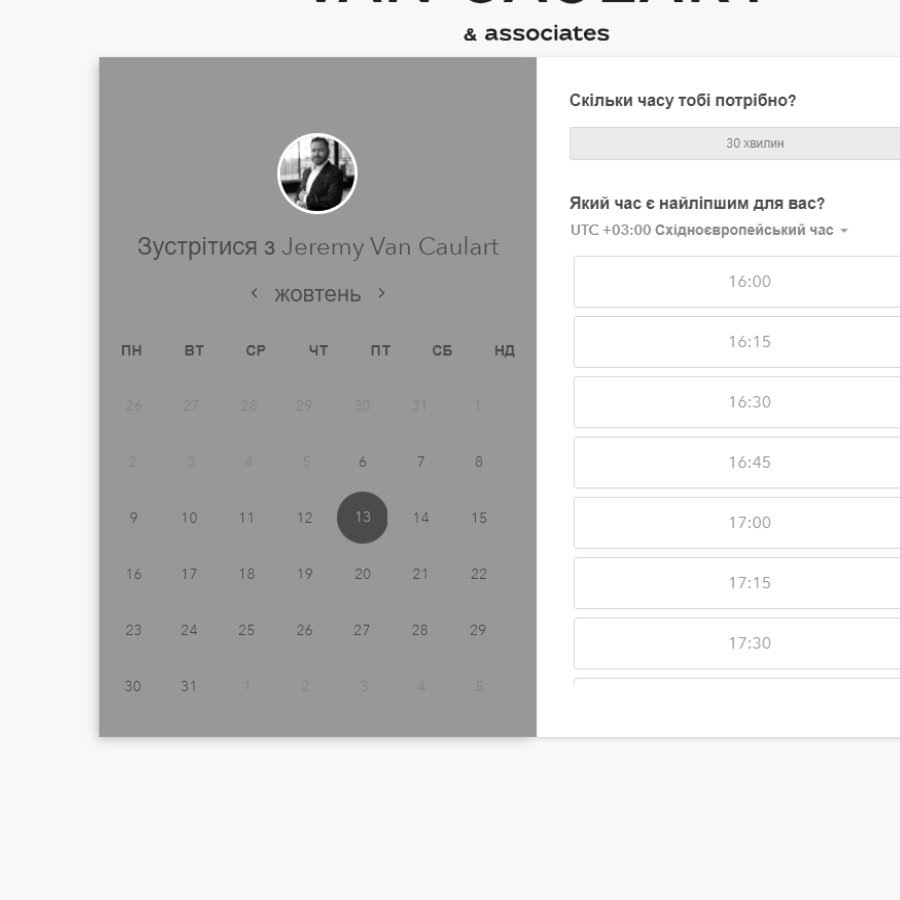 VAN CAULART
& associates
Зустрітися з Jeremy Van Caulart
жовтень
ПН ВТ СР ЧТ ПТ СБ НД
26 27 28 29 30 31 1
2 3 4 5 6 7 8
9 10 11 12 13 14 15
16 17 18 19 20 21 22
23 24 25 26 27 28 29
30 31 1 2 3 4 5
Скільки часу тобі потрібно?
30 хвилин
Який час є найліпшим для вас?
UTC +03:00 Східноєвропейський час
16:00
16:15
16:30
16:45
17:00
17:15
17:30